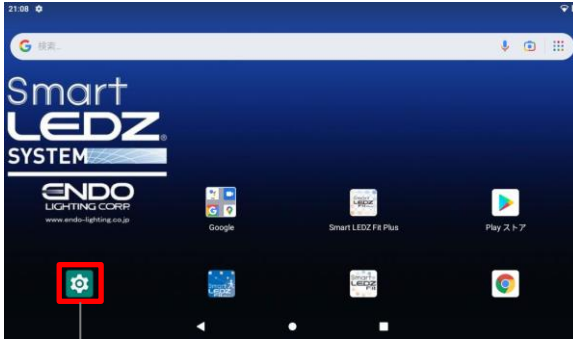 21:08
検索...
Smart
LEDZ
SYSTEM
ENDO
LIGHTING CORP.
www.endo-lighting.co.jp
Google
Smart LEDZ Fit Plus
Play ストア